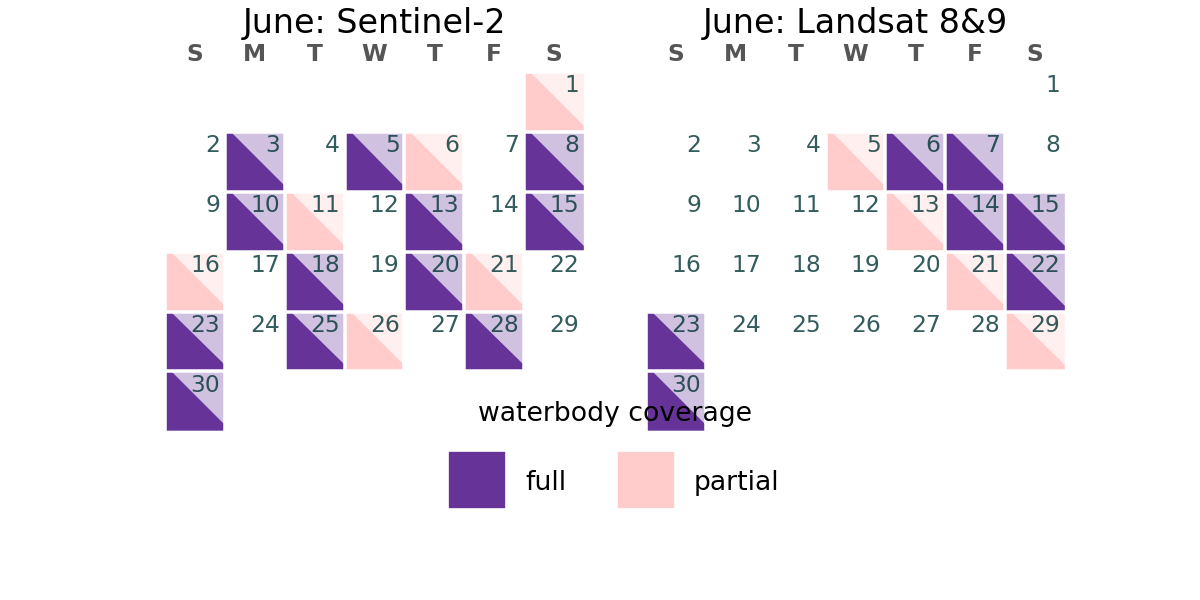 June: Sentinel-2
S M T W T F S
1
2 3 4 5 6 7 8
9 10 11 12 13 14 15
16 17 18 19 20 21 22
23 24 25 26 27 28 29
30
June: Landsat 8&9
S M T W T F S
1
2 3 4 5 6 7 8
9 10 11 12 13 14 15
16 17 18 19 20 21 22
23 24 25 26 27 28 29
30
waterbody coverage
full partial